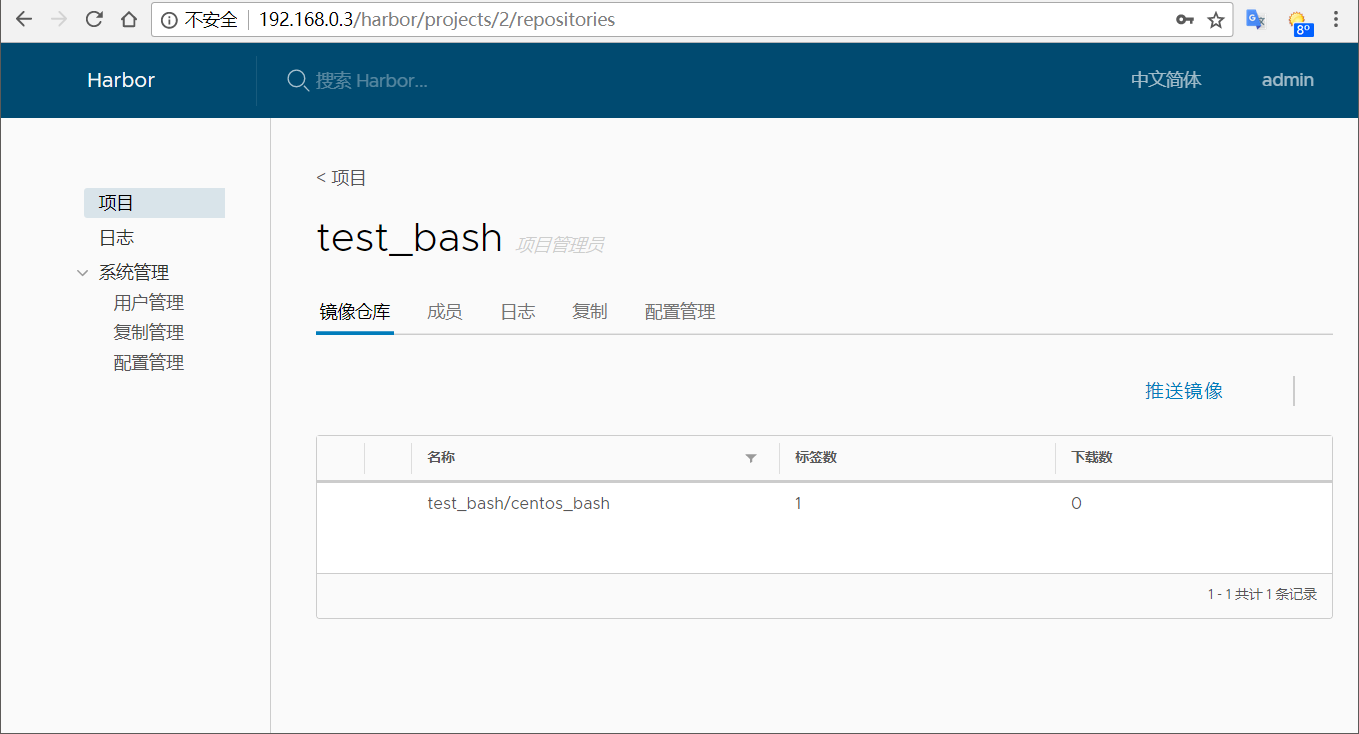 不安全 192.168.0.3/harbor/projects/2/repositories
8°
Harbor 搜索 Harbor... 中文简体 admin
项目
日志
系统管理
用户管理
复制管理
配置管理
< 项目
test_bash 项目管理员
镜像仓库 成员 日志 复制 配置管理
推送镜像
名称 标签数 下载数
test_bash/centos_bash 1 0
1 - 1 共计 1 条记录